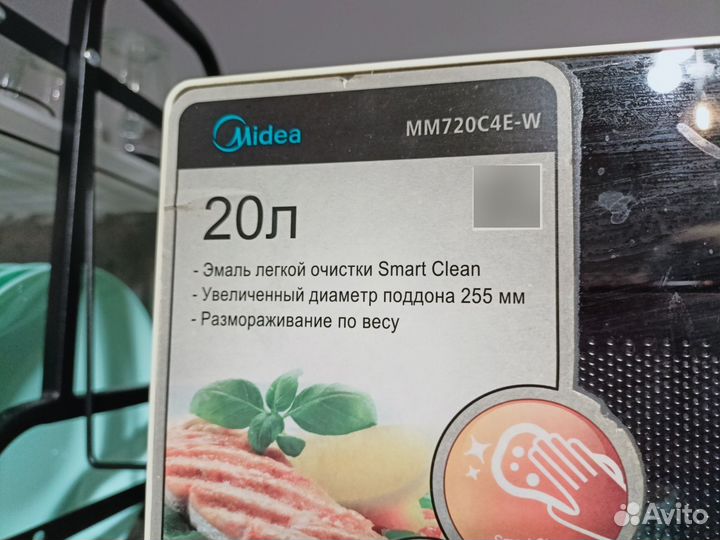 Midea
MM720C4E-W
20л
- Эмаль легкой очистки Smart Clean
- Увеличенный диаметр поддона 255 мм
- Размораживание по весу
Avito